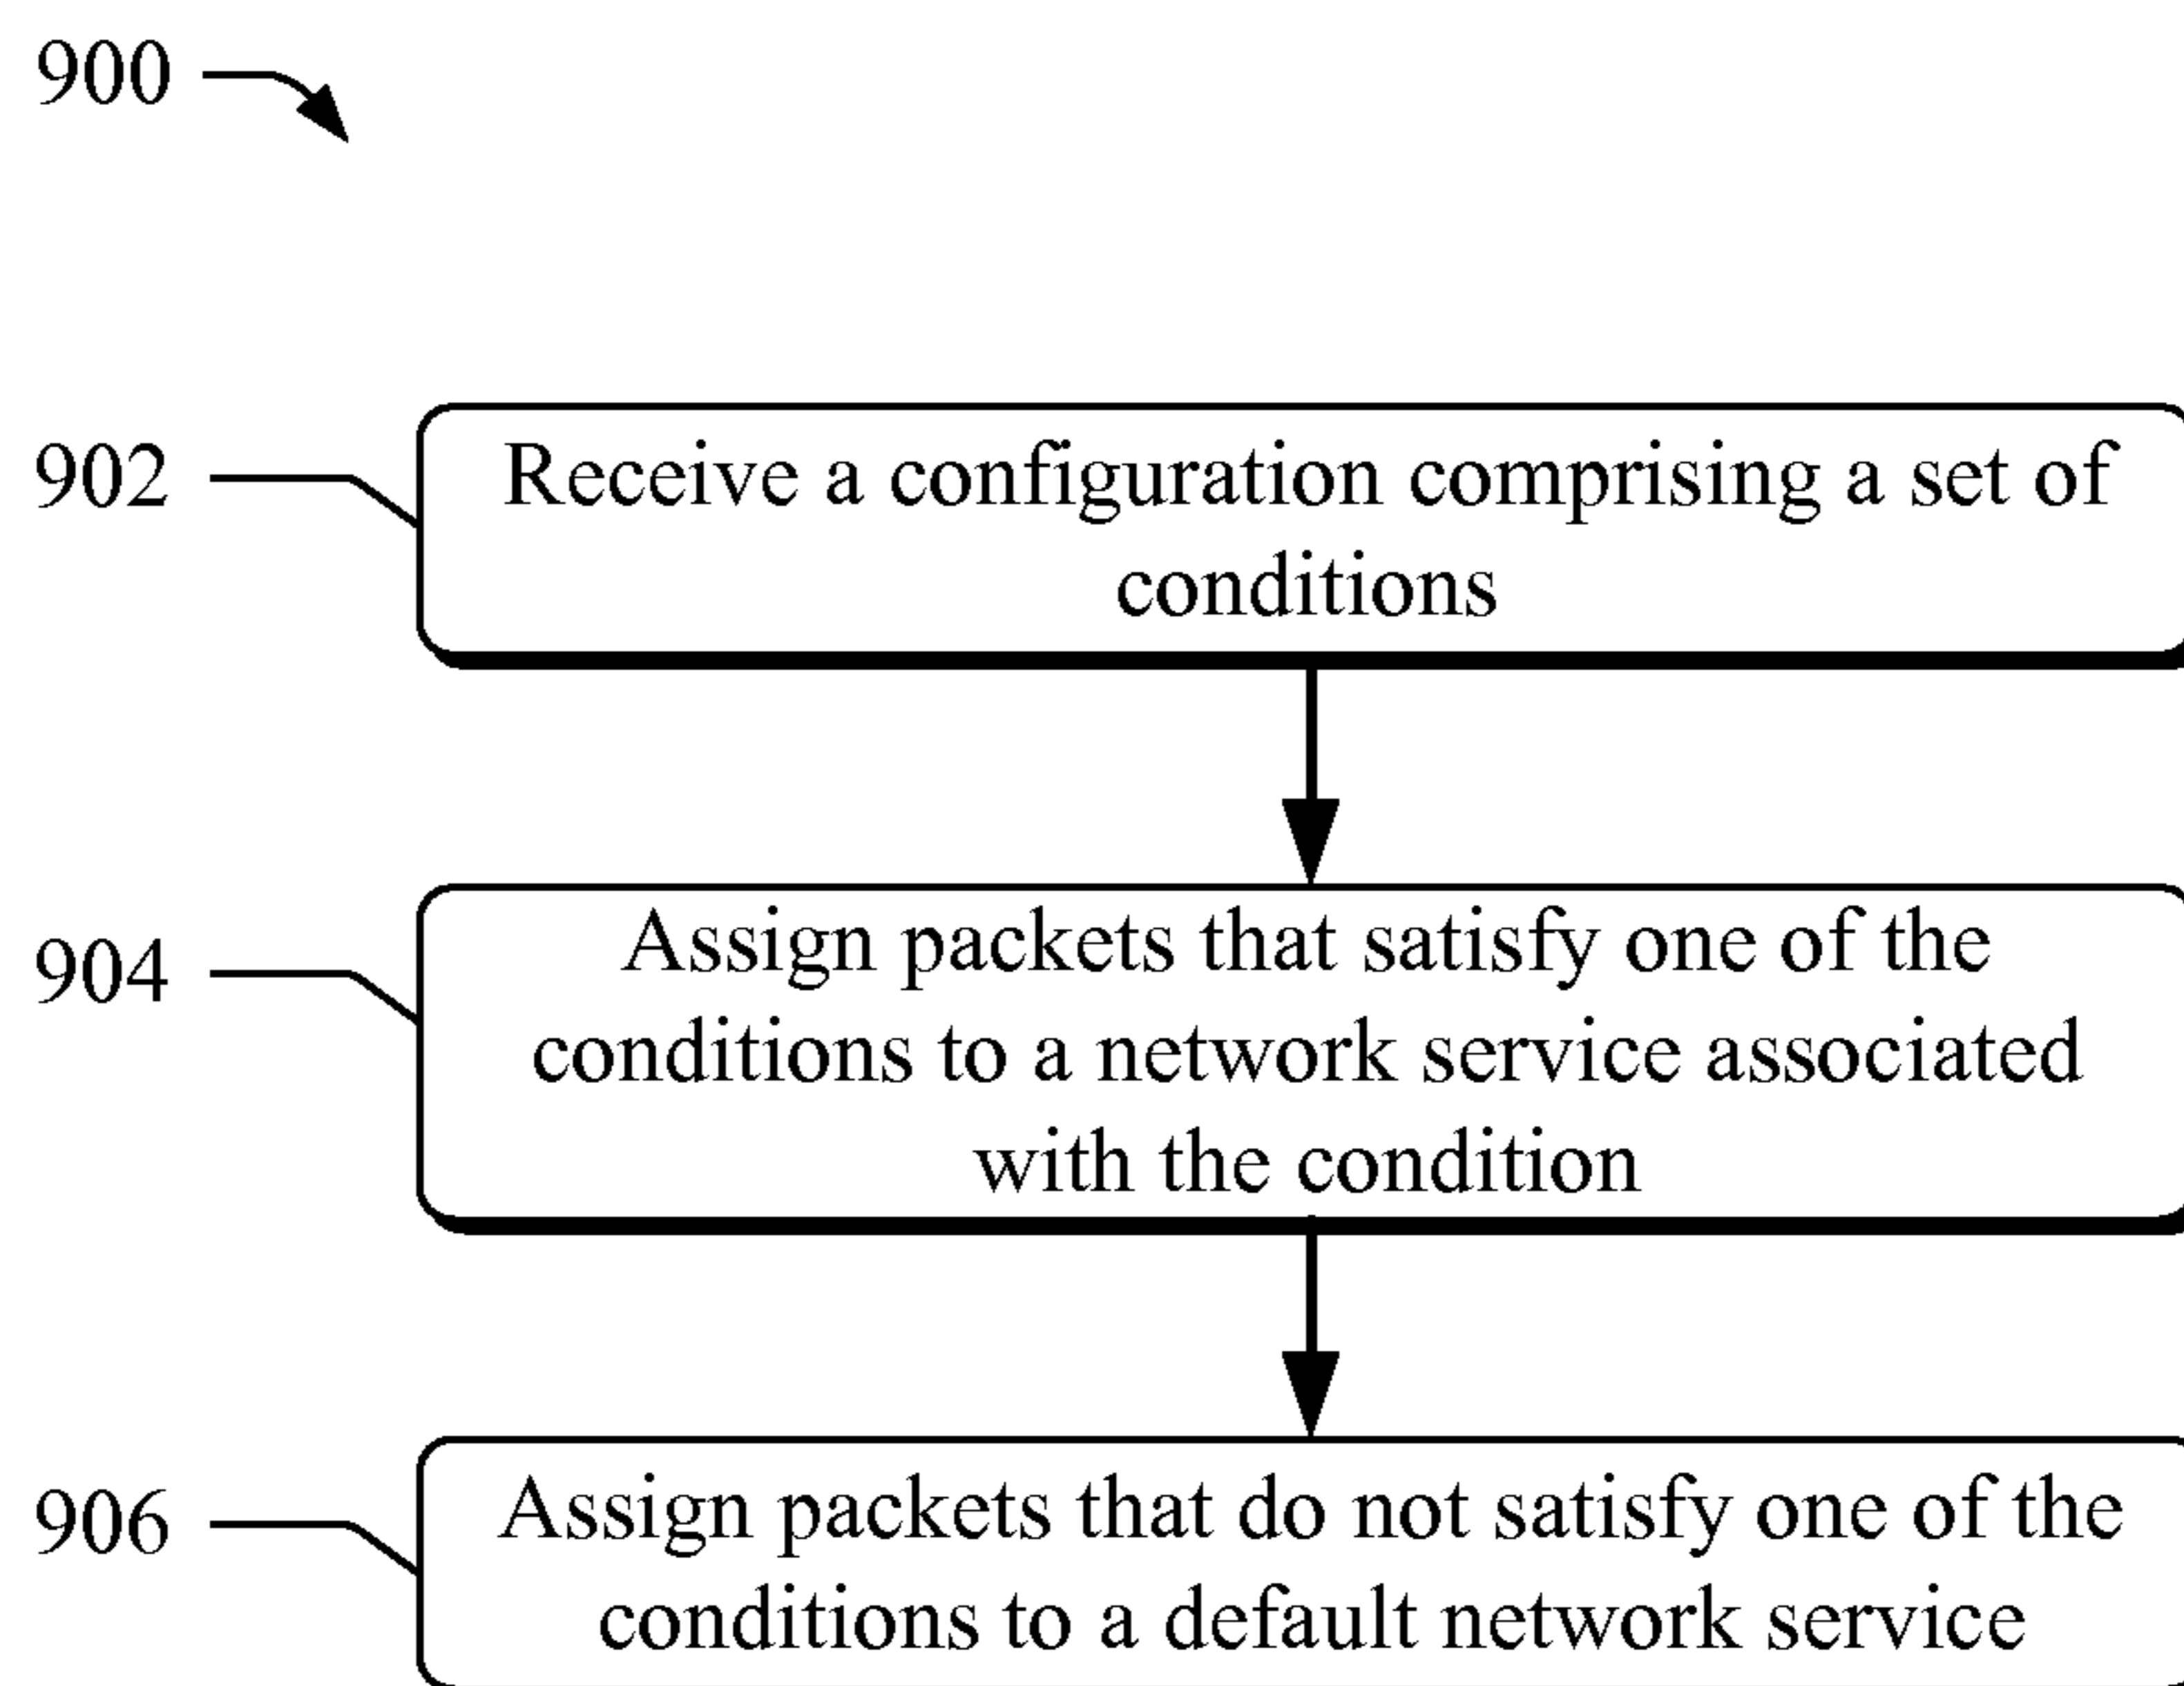 900
902
Receive a configuration comprising a set of
conditions
904
Assign packets that satisfy one of the
conditions to a network service associated
with the condition
906
Assign packets that do not satisfy one of the
conditions to a default network service